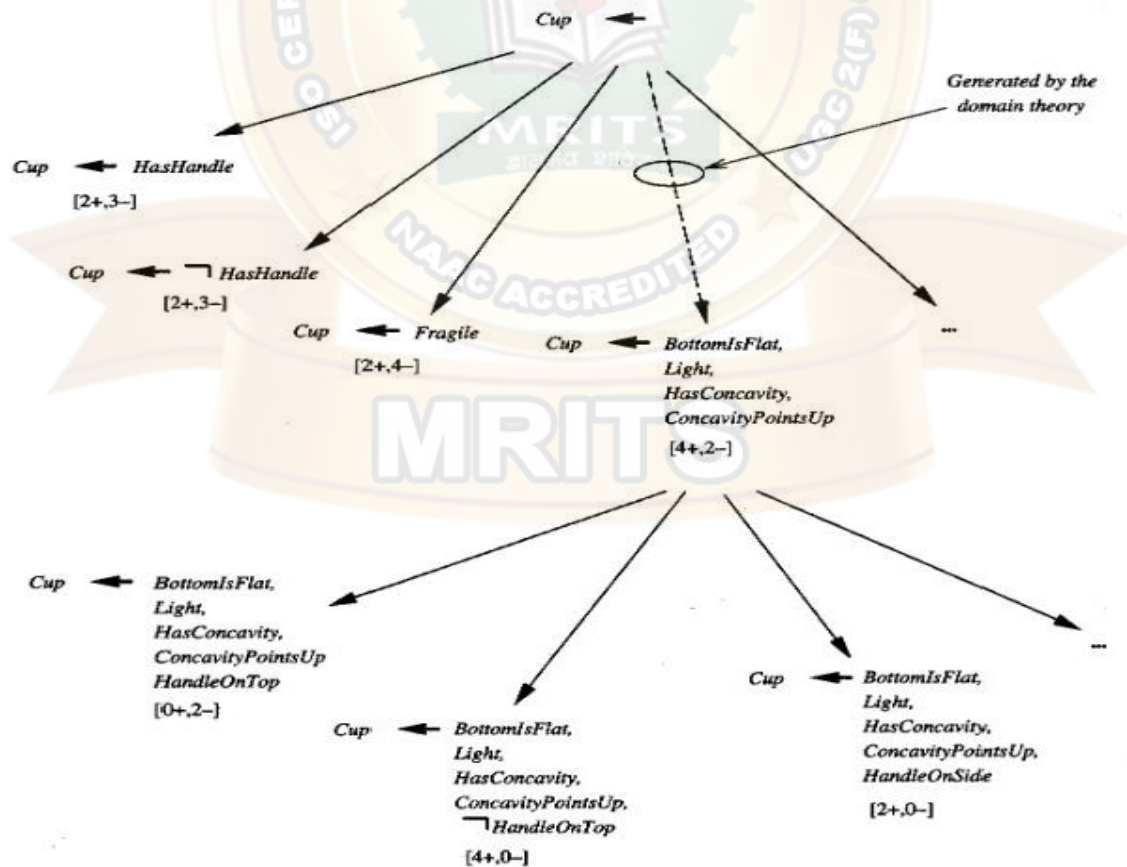 Cup ←
Generated by the
domain theory
Cup ← HasHandle
[2+,3−]
Cup ← ¬ HasHandle
[2+,3−]
Cup ← Fragile
[2+,4−]
Cup ← BottomIsFlat,
Light,
HasConcavity,
ConcavityPointsUp
[4+,2−]
...
Cup ← BottomIsFlat,
Light,
HasConcavity,
ConcavityPointsUp
HandleOnTop
[0+,2−]
Cup ← BottomIsFlat,
Light,
HasConcavity,
ConcavityPointsUp,
¬ HandleOnTop
[4+,0−]
Cup ← BottomIsFlat,
Light,
HasConcavity,
ConcavityPointsUp,
HandleOnSide
[2+,0−]
...
MRITS
NAAC ACCREDITED
UGC 2(F)
MRITS